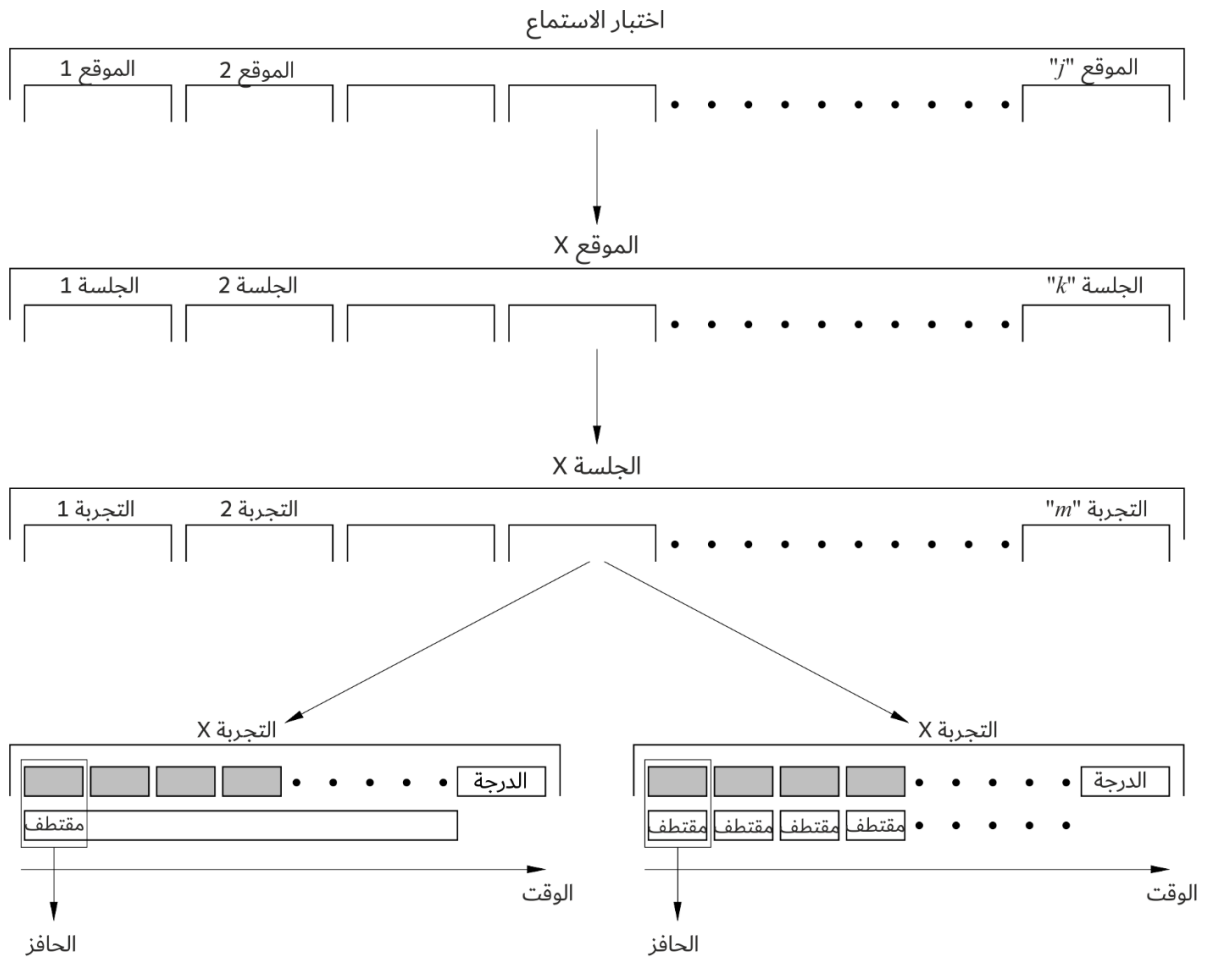 اختبار الاستماع
الموقع 1
الموقع 2
الموقع "j"
الموقع X
الجلسة 1
الجلسة 2
الجلسة "k"
الجلسة X
التجربة 1
التجربة 2
التجربة "m"
التجربة X
الدرجة
مقتطف
الوقت
الحافز
التجربة X
الدرجة
مقتطف مقتطف مقتطف مقتطف
الوقت
الحافز